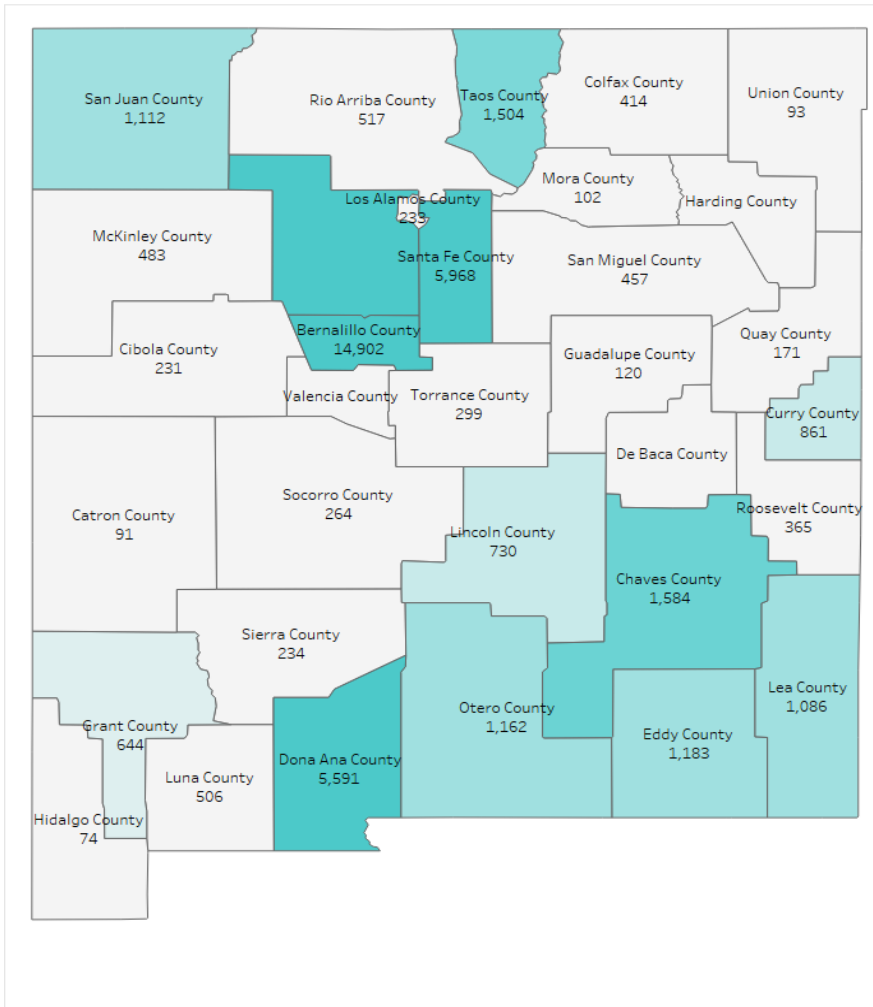 Taos County
1,504
Colfax County
414
Union County
93
San Juan County
1,112
Rio Arriba County
517
Mora County
102
Harding County
Los Alamos County
233
McKinley County
483
Santa Fe County
5,968
San Miguel County
457
Bernalillo County
14,902
Quay County
171
Cibola County
231
Guadalupe County
120
Valencia County
Torrance County
299
Curry County
861
De Baca County
Socorro County
264
Roosevelt County
365
Catron County
91
Lincoln County
730
Chaves County
1,584
Sierra County
234
Lea County
1,086
Otero County
1,162
Grant County
644
Eddy County
1,183
Dona Ana County
5,591
Luna County
506
Hidalgo County
74